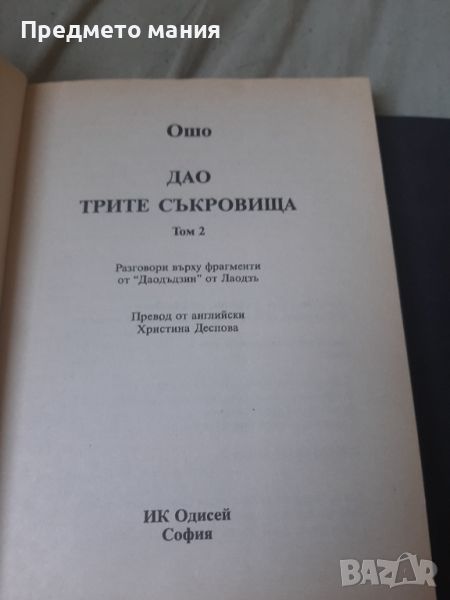 Предмето мания
Ошо
ДАО
ТРИТЕ СЪКРОВИЩА
Том 2
Разговори върху фрагменти
от "Даодъдзин" от Лаодзъ
Превод от английски
Христина Деспова
ИК Одисей
София
BAZAR